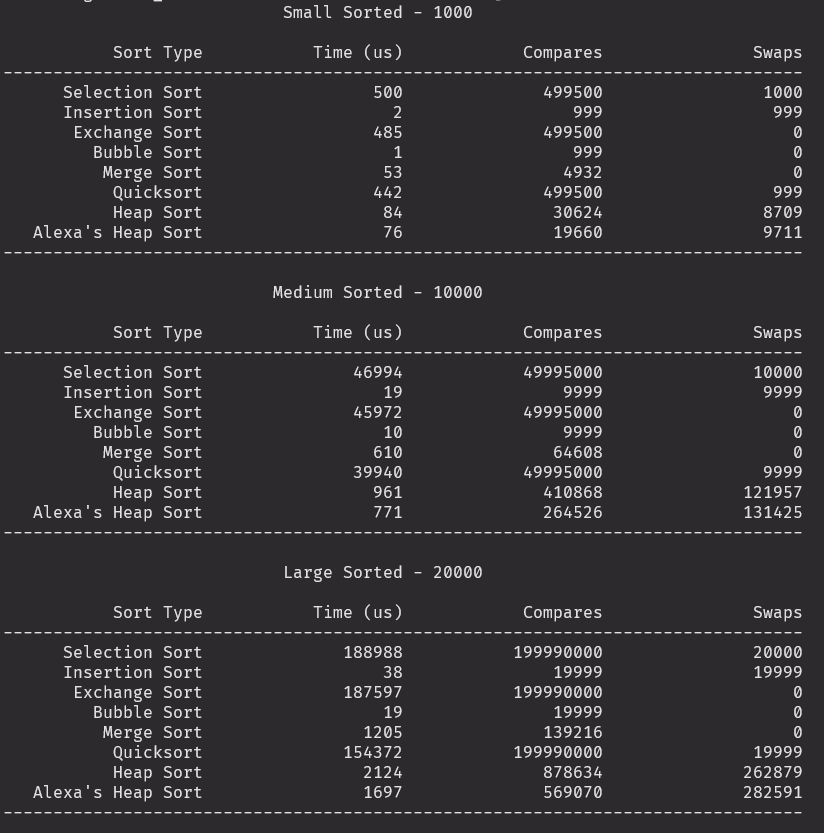 Small Sorted - 1000
Sort Type Time (us) Compares Swaps
--------------------------------------------------------------------------------
Selection Sort 500 499500 1000
Insertion Sort 2 999 999
Exchange Sort 485 499500 0
Bubble Sort 1 999 0
Merge Sort 53 4932 0
Quicksort 442 499500 999
Heap Sort 84 30624 8709
Alexa's Heap Sort 76 19660 9711
--------------------------------------------------------------------------------
Medium Sorted - 10000
Sort Type Time (us) Compares Swaps
--------------------------------------------------------------------------------
Selection Sort 46994 49995000 10000
Insertion Sort 19 9999 9999
Exchange Sort 45972 49995000 0
Bubble Sort 10 9999 0
Merge Sort 610 64608 0
Quicksort 39940 49995000 9999
Heap Sort 961 410868 121957
Alexa's Heap Sort 771 264526 131425
--------------------------------------------------------------------------------
Large Sorted - 20000
Sort Type Time (us) Compares Swaps
--------------------------------------------------------------------------------
Selection Sort 188988 199990000 20000
Insertion Sort 38 19999 19999
Exchange Sort 187597 199990000 0
Bubble Sort 19 19999 0
Merge Sort 1205 139216 0
Quicksort 154372 199990000 19999
Heap Sort 2124 878634 262879
Alexa's Heap Sort 1697 569070 282591
--------------------------------------------------------------------------------